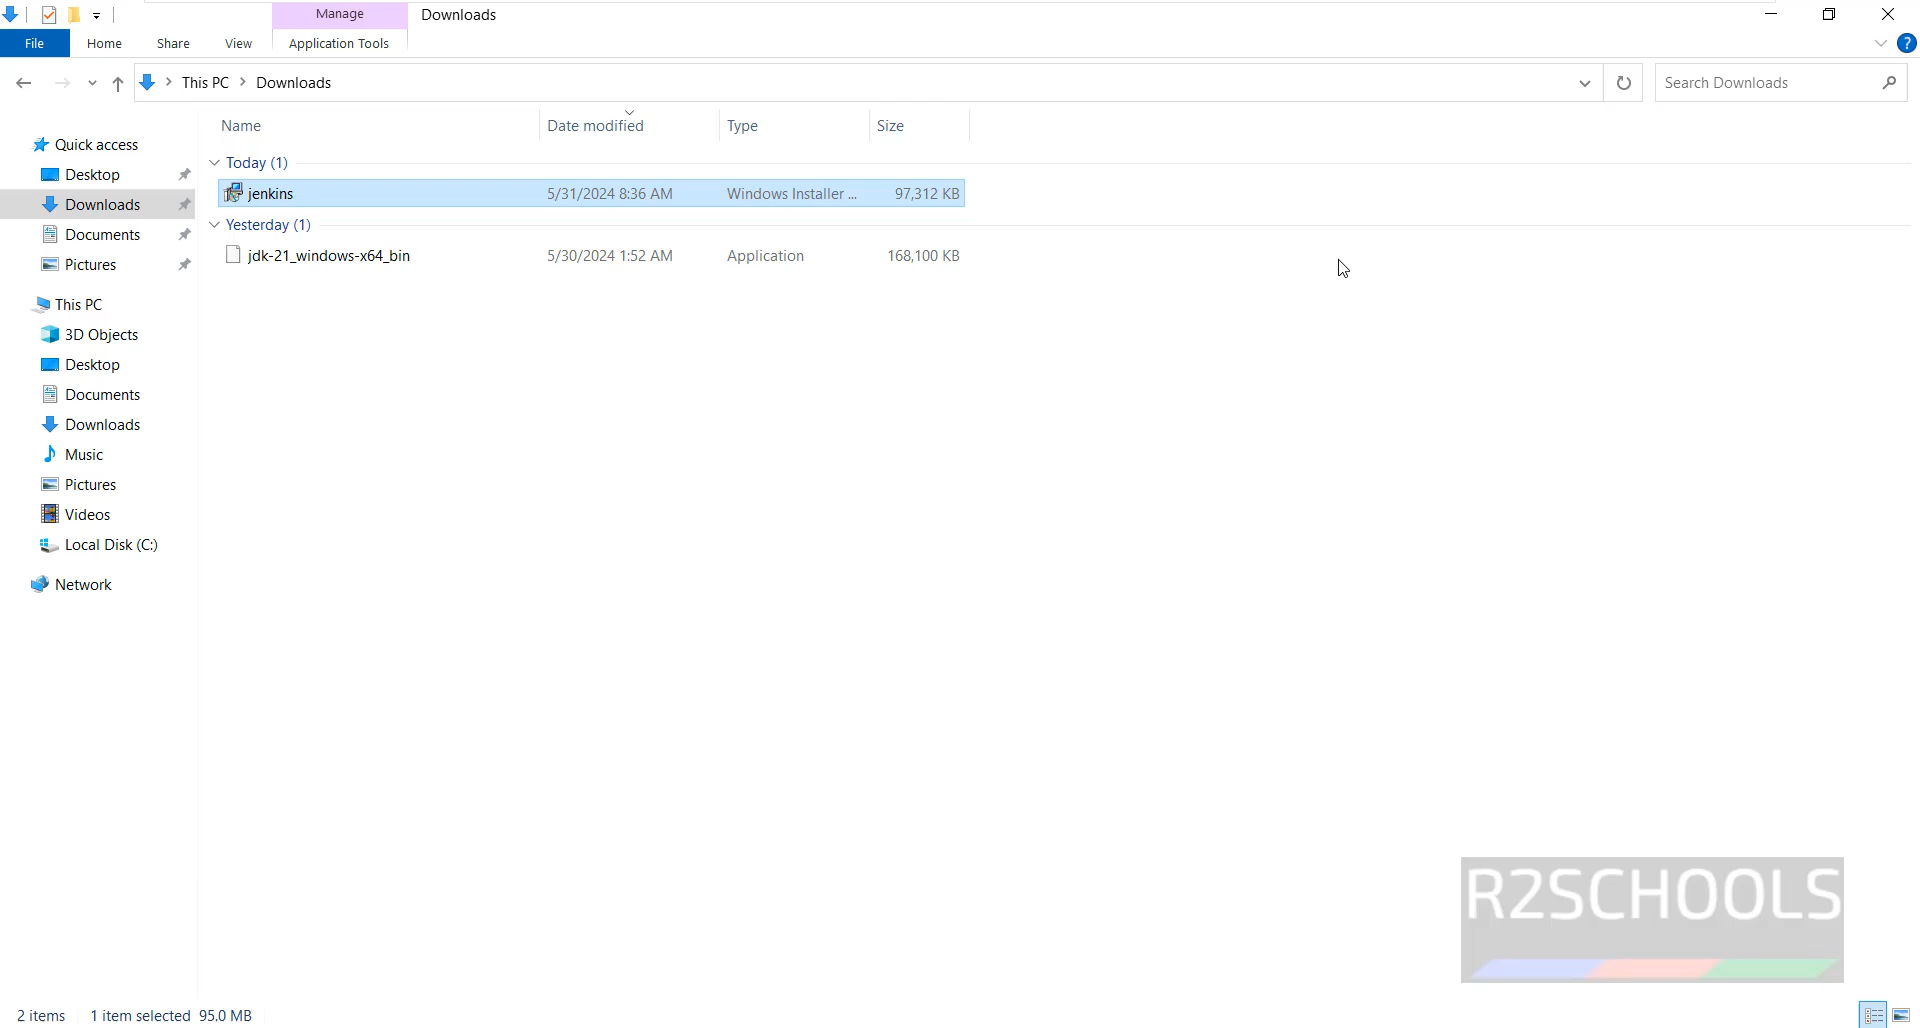 Manage
Downloads
File
Home
Share
View
Application Tools
?
This PC
Downloads
Search Downloads
Name
Date modified
Type
Size
Quick access
Desktop
Downloads
Documents
Pictures
This PC
3D Objects
Desktop
Documents
Downloads
Music
Pictures
Videos
Local Disk (C:)
Network
Today (1)
jenkins 5/31/2024 8:36 AM Windows Installer ... 97,312 KB
Yesterday (1)
jdk-21_windows-x64_bin 5/30/2024 1:52 AM Application 168,100 KB
R2SCHOOLS
2 items 1 item selected 95.0 MB